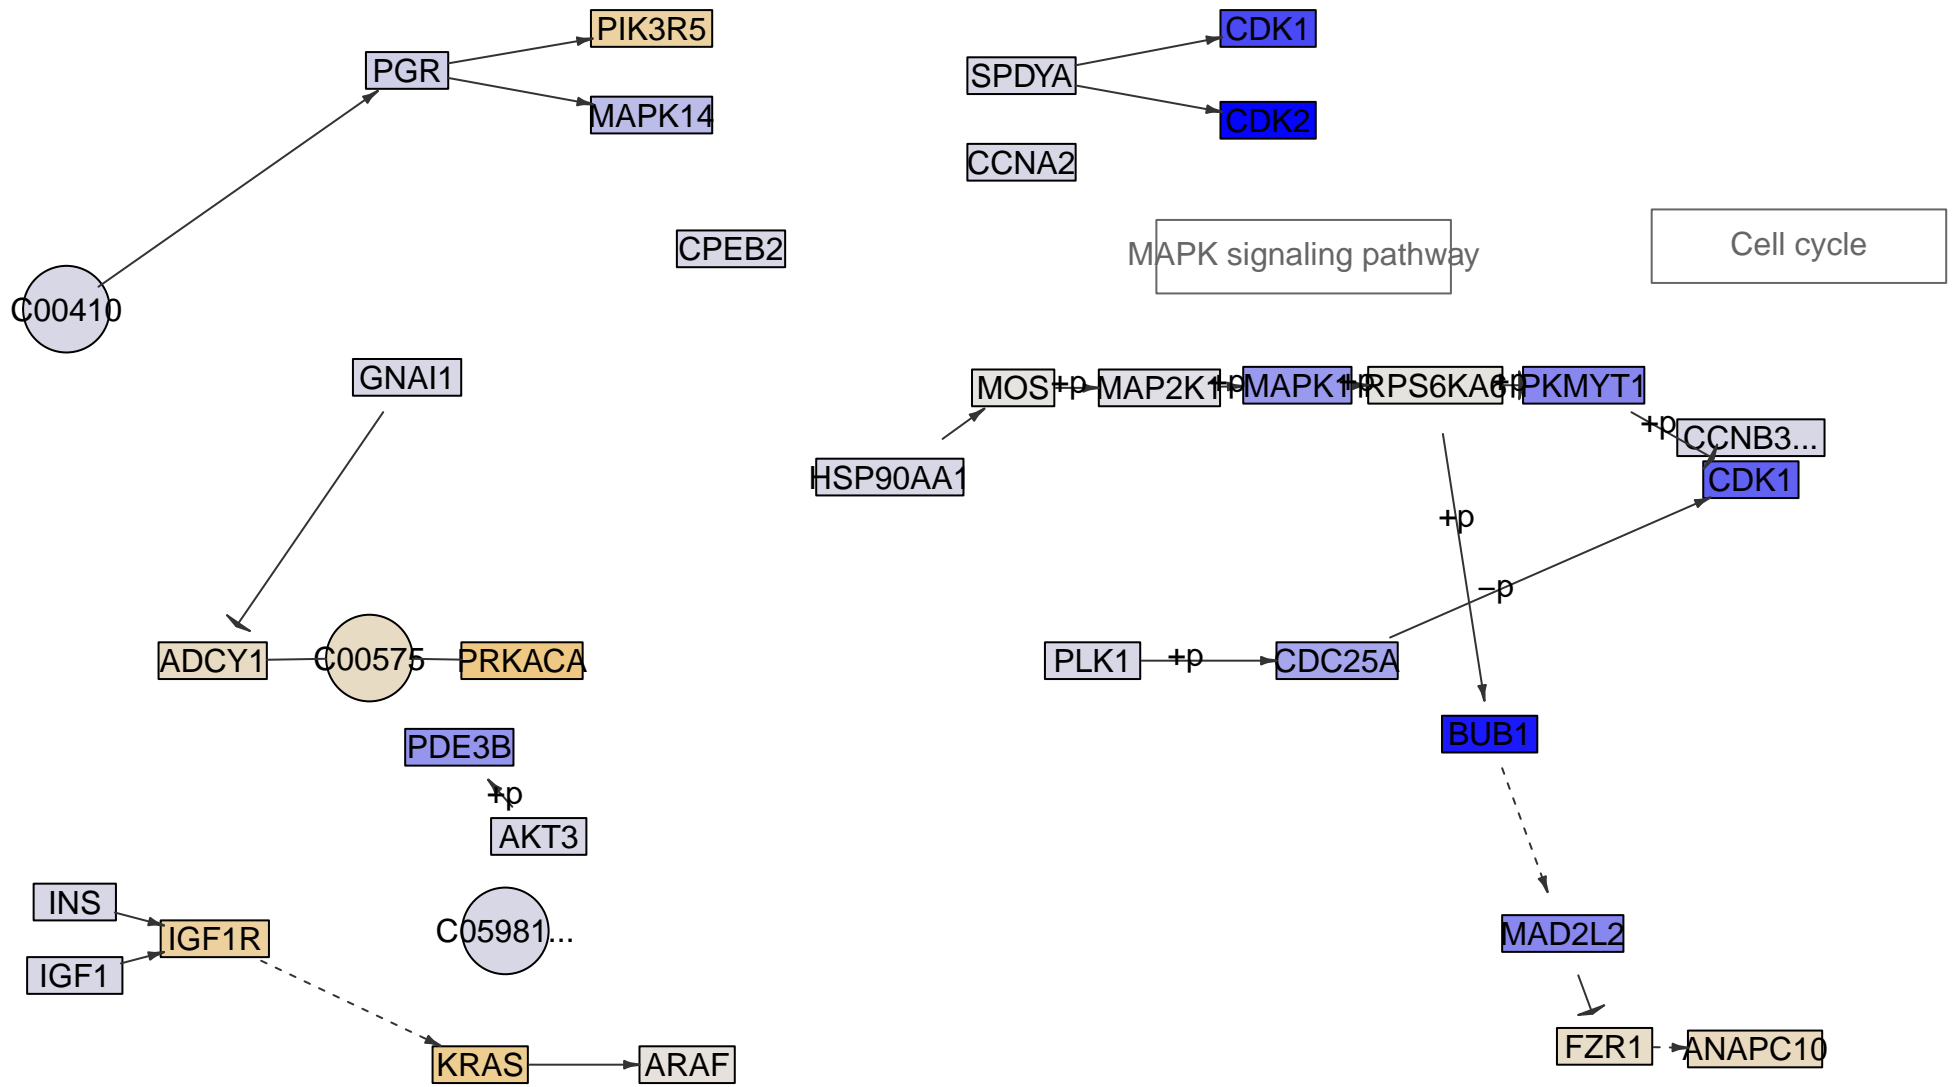 PIK3R5
CDK1
PGR
SPDYA
MAPK14
CDK2
CCNA2
CPEB2
MAPK signaling pathway
Cell cycle
C00410
GNAI1
MOS
+p
MAP2K1
+p
MAPK1
+p
RPS6KA6
+p
PKMYT1
+p
CCNB3...
HSP90AA1
CDK1
+p
−p
ADCY1
C00575
PRKACA
PLK1
+p
CDC25A
PDE3B
BUB1
+p
AKT3
INS
IGF1R
C05981...
MAD2L2
IGF1
KRAS
ARAF
FZR1
ANAPC10